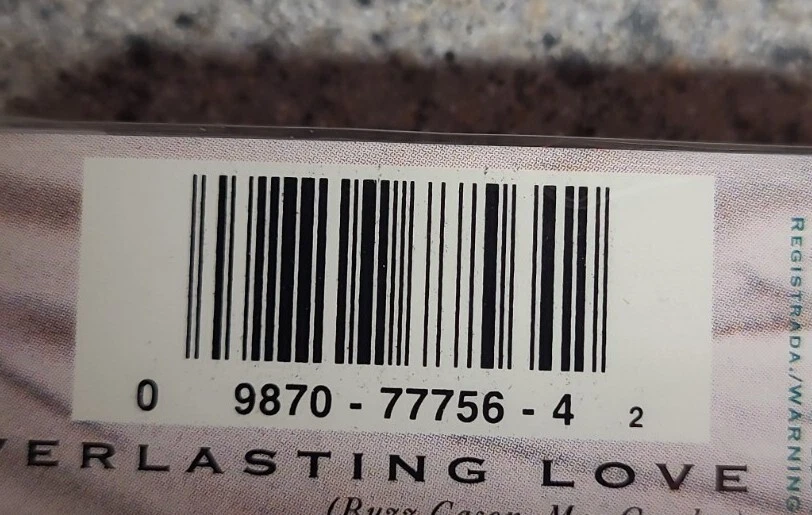 0 9870 - 77756 - 4 2
VERLASTING LOVE
REGISTRADA./WARNING